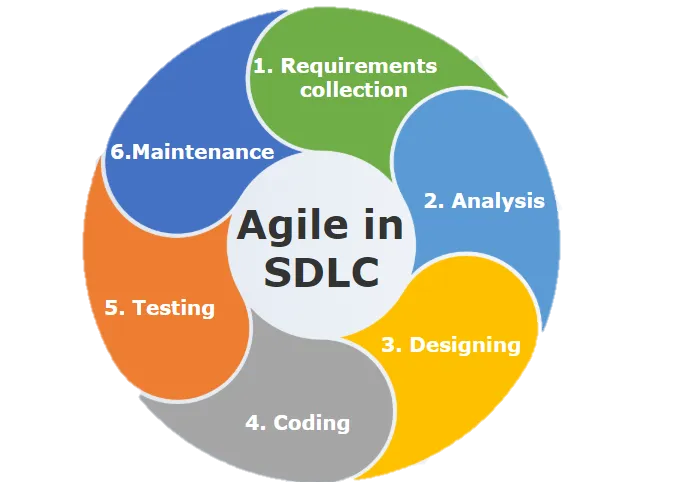 1. Requirements
collection
2. Analysis
3. Designing
4. Coding
5. Testing
6.Maintenance
Agile in
SDLC